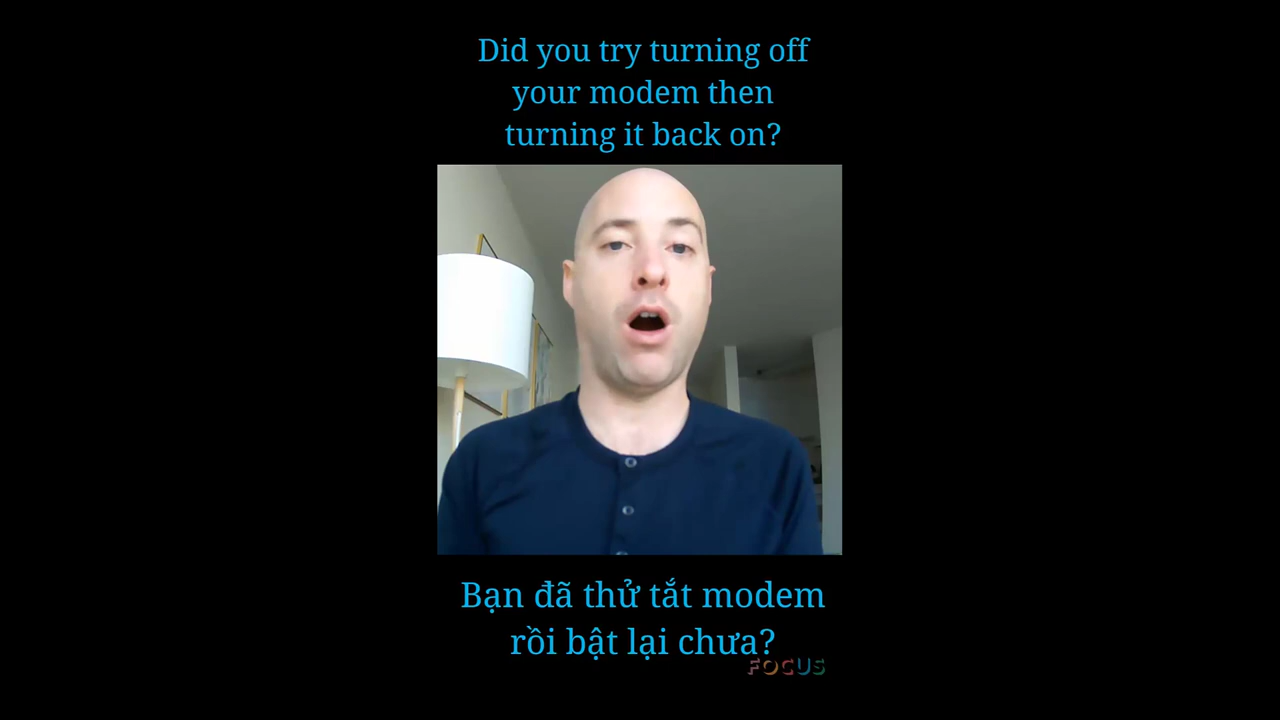 Did you try turning off
your modem then
turning it back on?
Bạn đã thử tắt modem
rồi bật lại chưa?
FOCUS